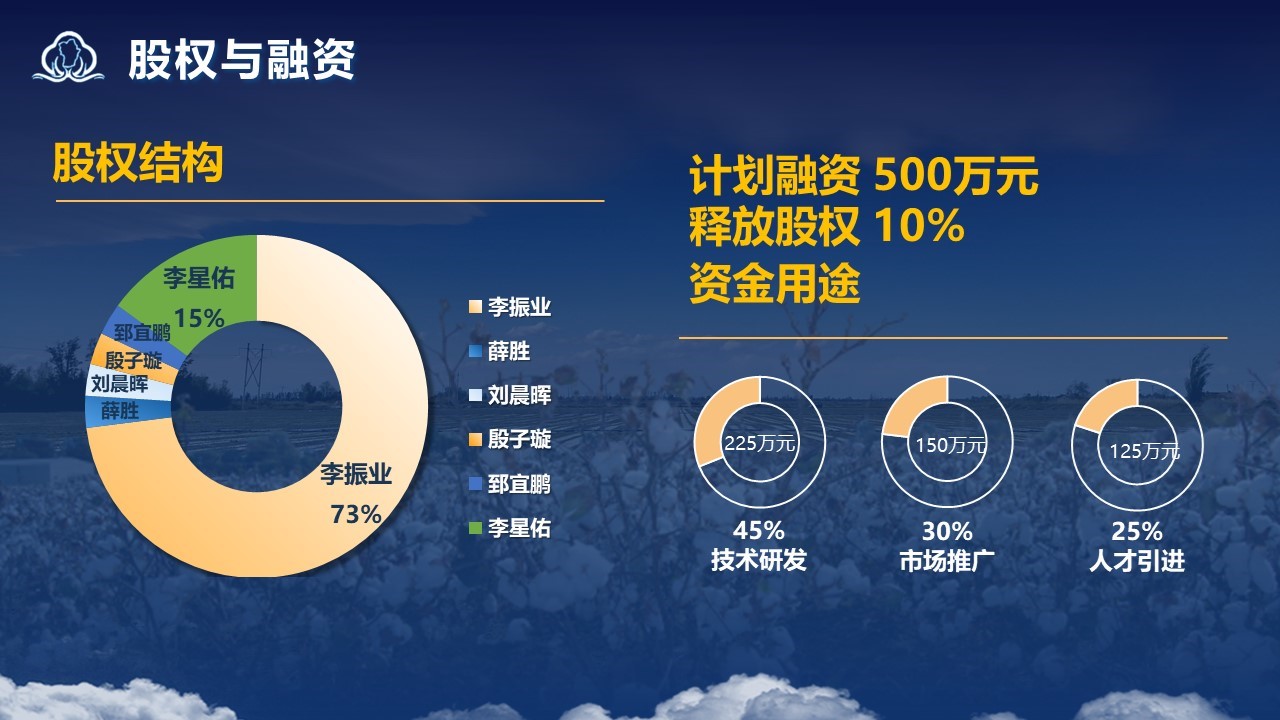 股权与融资
股权结构
李星佑
15%
郅宜鹏
殷子璇
刘晨晖
薛胜
李振业
73%
李振业
薛胜
刘晨晖
殷子璇
郅宜鹏
李星佑
计划融资 500万元
释放股权 10%
资金用途
225万元
150万元
125万元
45%
技术研发
30%
市场推广
25%
人才引进